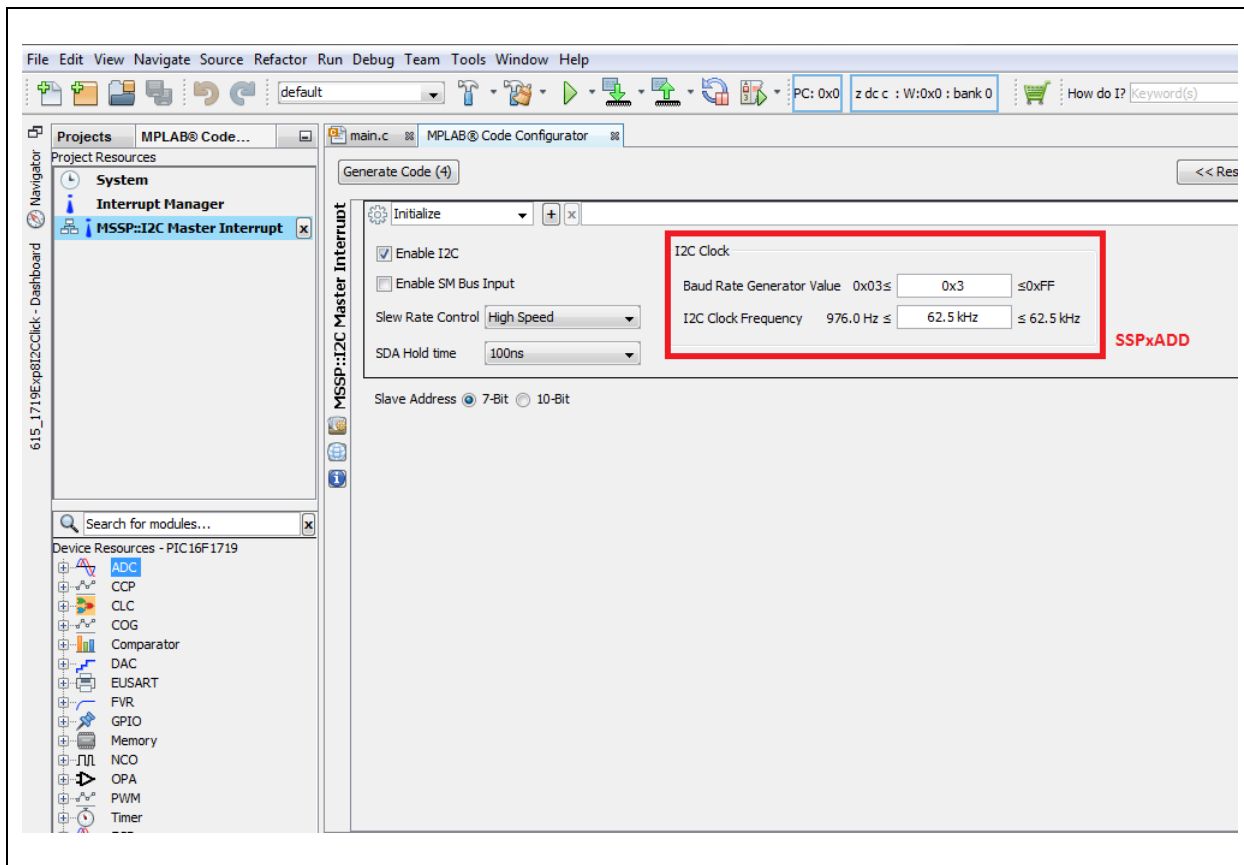 File Edit View Navigate Source Refactor Run Debug Team Tools Window Help
default
PC: 0x0
z dc c : W:0x0 : bank 0
How do I? Keyword(s)
Navigator
615_1719Exp8I2CClick - Dashboard
Projects
MPLAB® Code...
Project Resources
System
Interrupt Manager
MSSP::I2C Master Interrupt
Search for modules...
Device Resources - PIC16F1719
ADC
CCP
CLC
COG
Comparator
DAC
EUSART
FVR
GPIO
Memory
NCO
OPA
PWM
Timer
main.c
MPLAB® Code Configurator
Generate Code (4)
<< Res
MSSP::I2C Master Interrupt
Initialize
Enable I2C
Enable SM Bus Input
Slew Rate Control High Speed
SDA Hold time 100ns
I2C Clock
Baud Rate Generator Value 0x03≤ 0x3 ≤0xFF
I2C Clock Frequency 976.0 Hz ≤ 62.5 kHz ≤ 62.5 kHz
SSPxADD
Slave Address 7-Bit 10-Bit